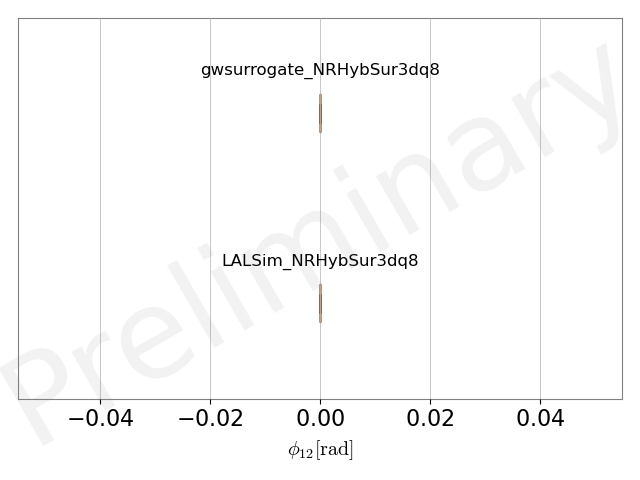 gwsurrogate_NRHybSur3dq8
LALSim_NRHybSur3dq8
Preliminary
−0.04 −0.02 0.00 0.02 0.04
ϕ₁₂[rad]